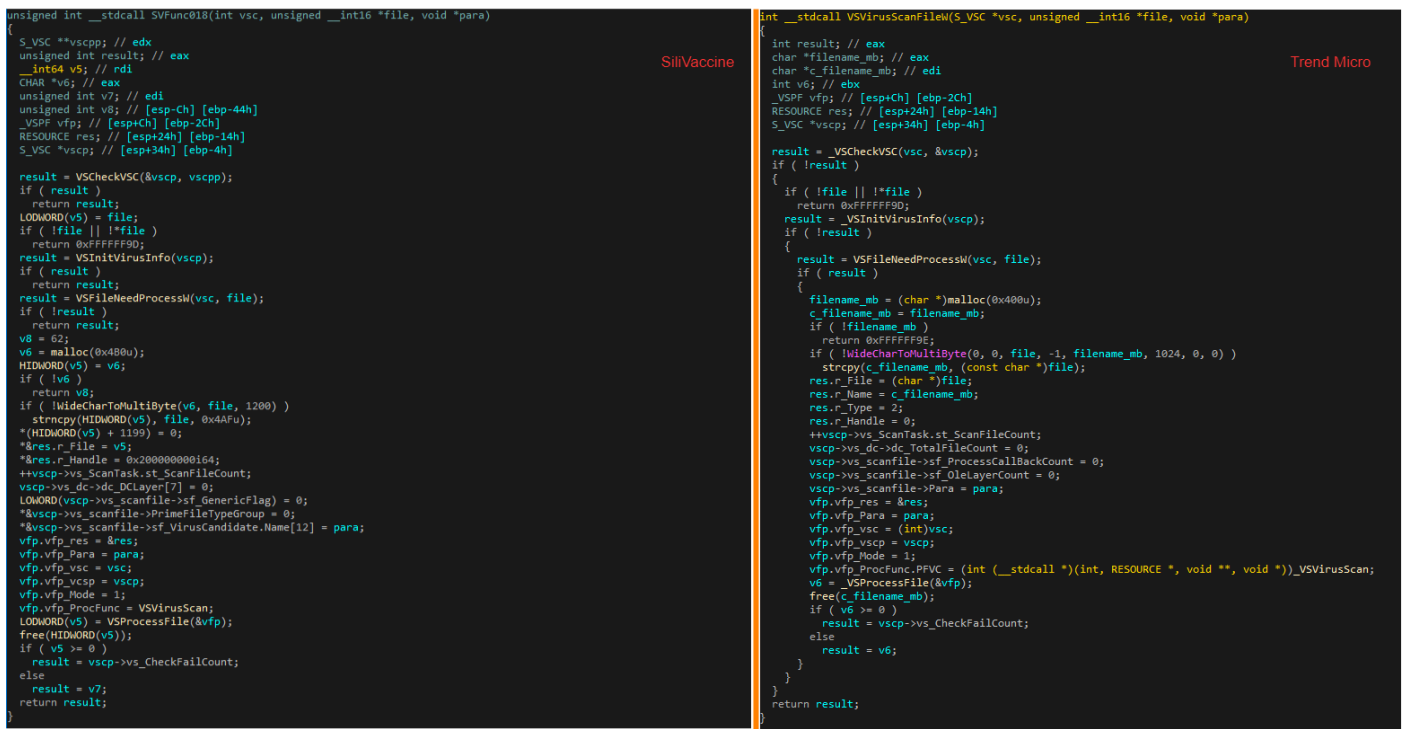 unsigned int __stdcall SVFunc018(int vsc, unsigned __int16 *file, void *para)
{
S_VSC **vscpp; // edx
unsigned int result; // eax
__int64 v5; // rdi
CHAR *v6; // eax
unsigned int v7; // edi
unsigned int v8; // [esp-Ch] [ebp-44h]
_VSPF vfp; // [esp+Ch] [ebp-2Ch]
RESOURCE res; // [esp+24h] [ebp-14h]
S_VSC *vscp; // [esp+34h] [ebp-4h]
result = VSCheckVSC(&vscp, vscpp);
if ( result )
return result;
LODWORD(v5) = file;
if ( !file || !*file )
return 0xFFFFFF9D;
result = VSInitVirusInfo(vscp);
if ( result )
return result;
result = VSFileNeedProcessW(vsc, file);
if ( !result )
return result;
v8 = 62;
v6 = malloc(0x4B0u);
HIDWORD(v5) = v6;
if ( !v6 )
return v8;
if ( !WideCharToMultiByte(v6, file, 1200) )
strncpy(HIDWORD(v5), file, 0x4AFu);
*(HIDWORD(v5) + 1199) = 0;
*&res.r_File = v5;
*&res.r_Handle = 0x200000000i64;
++vscp->vs_ScanTask.st_ScanFileCount;
vscp->vs_dc->dc_DCLayer[7] = 0;
LOWORD(vscp->vs_scanfile->sf_GenericFlag) = 0;
*&vscp->vs_scanfile->PrimeFileTypeGroup = 0;
*&vscp->vs_scanfile->sf_VirusCandidate.Name[12] = para;
vfp.vfp_res = &res;
vfp.vfp_Para = para;
vfp.vfp_vsc = vsc;
vfp.vfp_vcsp = vscp;
vfp.vfp_Mode = 1;
vfp.vfp_ProcFunc = VSVirusScan;
LODWORD(v5) = VSProcessFile(&vfp);
free(HIDWORD(v5));
if ( v5 >= 0 )
result = vscp->vs_CheckFailCount;
else
result = v7;
return result;
}
SiliVaccine
int __stdcall VSVirusScanFileW(S_VSC *vsc, unsigned __int16 *file, void *para)
{
int result; // eax
char *filename_mb; // eax
char *c_filename_mb; // edi
int v6; // ebx
_VSPF vfp; // [esp+Ch] [ebp-2Ch]
RESOURCE res; // [esp+24h] [ebp-14h]
S_VSC *vscp; // [esp+34h] [ebp-4h]
result = _VSCheckVSC(vsc, &vscp);
if ( !result )
{
if ( !file || !*file )
return 0xFFFFFF9D;
result = _VSInitVirusInfo(vscp);
if ( !result )
{
result = VSFileNeedProcessW(vsc, file);
if ( result )
{
filename_mb = (char *)malloc(0x400u);
c_filename_mb = filename_mb;
if ( !filename_mb )
return 0xFFFFFF9E;
if ( !WideCharToMultiByte(0, 0, file, -1, filename_mb, 1024, 0, 0) )
strcpy(c_filename_mb, (const char *)file);
res.r_File = (char *)file;
res.r_Name = c_filename_mb;
res.r_Type = 2;
res.r_Handle = 0;
++vscp->vs_ScanTask.st_ScanFileCount;
vscp->vs_dc->dc_TotalFileCount = 0;
vscp->vs_scanfile->sf_ProcessCallBackCount = 0;
vscp->vs_scanfile->sf_OleLayerCount = 0;
vscp->vs_scanfile->Para = para;
vfp.vfp_res = &res;
vfp.vfp_Para = para;
vfp.vfp_vsc = (int)vsc;
vfp.vfp_vscp = vscp;
vfp.vfp_Mode = 1;
vfp.vfp_ProcFunc.PFVC = (int (__stdcall *)(int, RESOURCE *, void **, void *))_VSVirusScan;
v6 = _VSProcessFile(&vfp);
free(c_filename_mb);
if ( v6 >= 0 )
result = vscp->vs_CheckFailCount;
else
result = v6;
}
}
}
return result;
}
Trend Micro